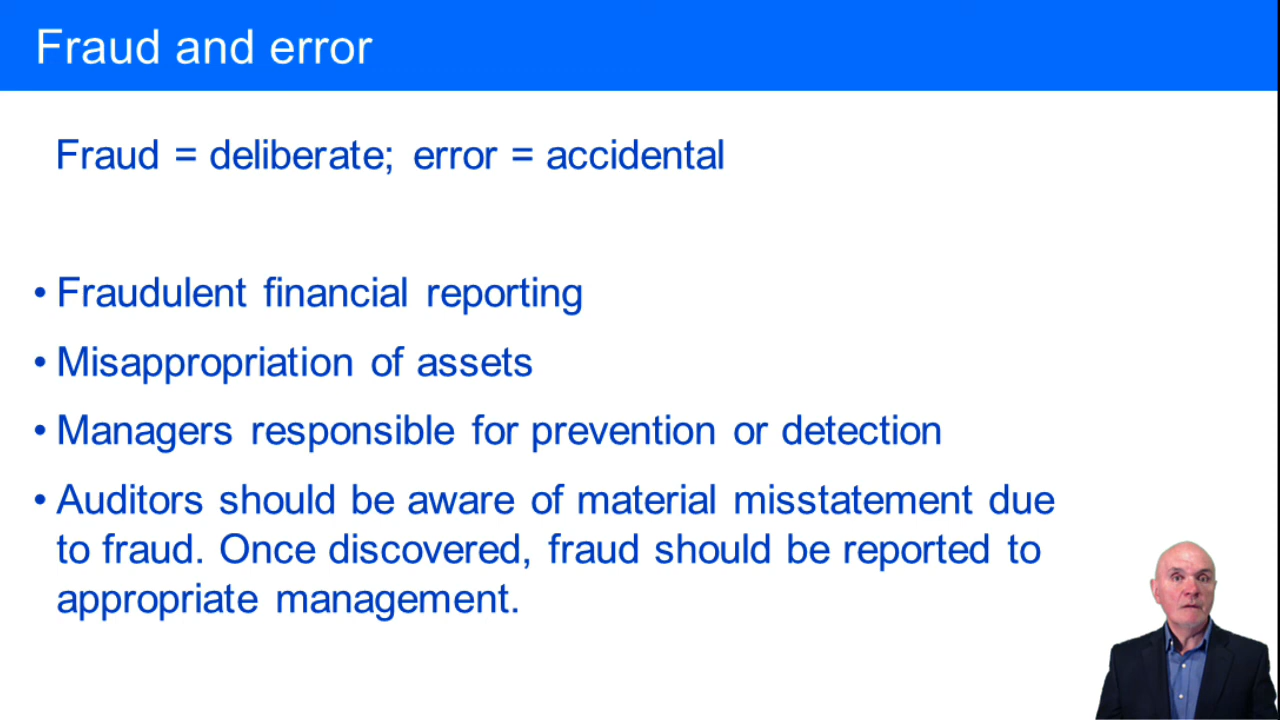 Fraud and error
Fraud = deliberate; error = accidental
• Fraudulent financial reporting
• Misappropriation of assets
• Managers responsible for prevention or detection
• Auditors should be aware of material misstatement due
to fraud. Once discovered, fraud should be reported to
appropriate management.